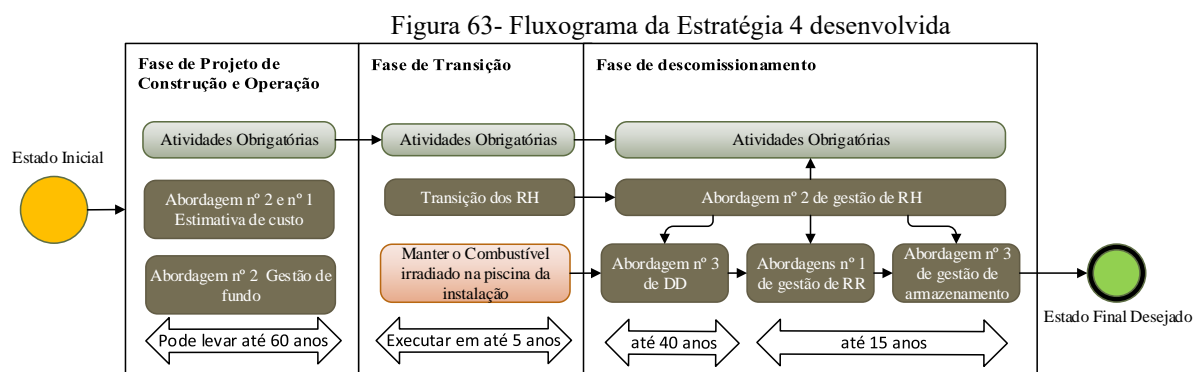 Figura 63- Fluxograma da Estratégia 4 desenvolvida
Estado Inicial
Fase de Projeto de
Construção e Operação
Atividades Obrigatórias
Abordagem nº 2 e nº 1
Estimativa de custo
Abordagem nº 2 Gestão de
fundo
Pode levar até 60 anos
Fase de Transição
Atividades Obrigatórias
Transição dos RH
Manter o Combustível
irradiado na piscina da
instalação
Executar em até 5 anos
Fase de descomissionamento
Atividades Obrigatórias
Abordagem nº 2 de gestão de RH
Abordagem nº 3
de DD
Abordagens nº 1
de gestão de RR
Abordagem nº 3
de gestão de
armazenamento
até 40 anos
até 15 anos
Estado Final Desejado